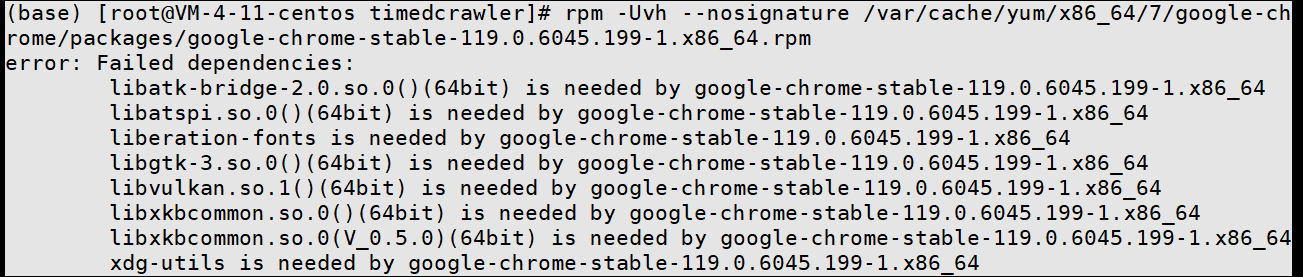 (base) [root@VM-4-11-centos timedcrawler]# rpm -Uvh --nosignature /var/cache/yum/x86_64/7/google-ch
rome/packages/google-chrome-stable-119.0.6045.199-1.x86_64.rpm
error: Failed dependencies:
libatk-bridge-2.0.so.0()(64bit) is needed by google-chrome-stable-119.0.6045.199-1.x86_64
libatspi.so.0()(64bit) is needed by google-chrome-stable-119.0.6045.199-1.x86_64
liberation-fonts is needed by google-chrome-stable-119.0.6045.199-1.x86_64
libgtk-3.so.0()(64bit) is needed by google-chrome-stable-119.0.6045.199-1.x86_64
libvulkan.so.1()(64bit) is needed by google-chrome-stable-119.0.6045.199-1.x86_64
libxkbcommon.so.0()(64bit) is needed by google-chrome-stable-119.0.6045.199-1.x86_64
libxkbcommon.so.0(V_0.5.0)(64bit) is needed by google-chrome-stable-119.0.6045.199-1.x86_64
xdg-utils is needed by google-chrome-stable-119.0.6045.199-1.x86_64